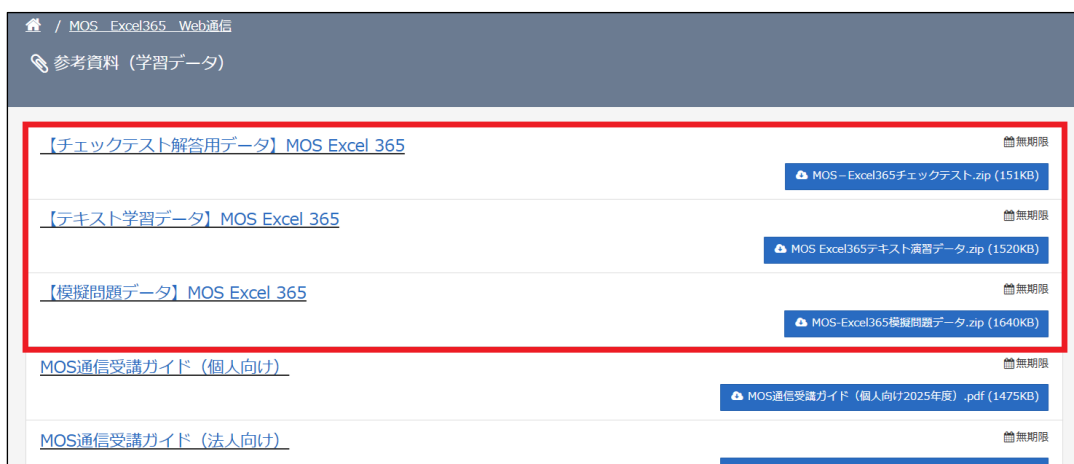 / MOS Excel365 Web通信
参考資料（学習データ）
【チェックテスト解答用データ】MOS Excel 365
無期限
MOS－Excel365チェックテスト.zip (151KB)
【テキスト学習データ】MOS Excel 365
無期限
MOS Excel365テキスト演習データ.zip (1520KB)
【模擬問題データ】MOS Excel 365
無期限
MOS-Excel365模擬問題データ.zip (1640KB)
MOS通信受講ガイド（個人向け）
無期限
MOS通信受講ガイド（個人向け2025年度）.pdf (1475KB)
MOS通信受講ガイド（法人向け）
無期限